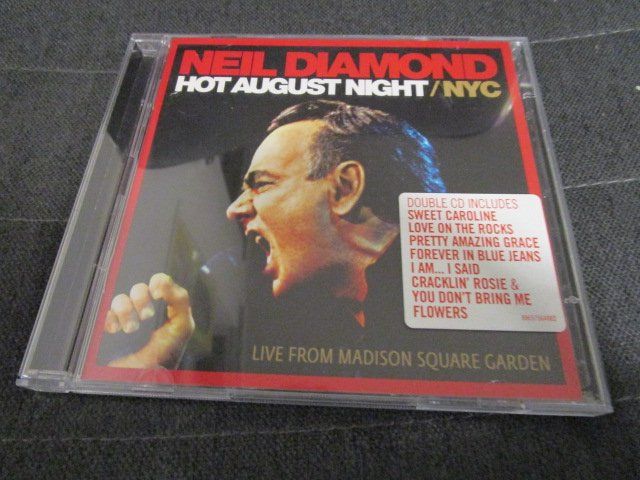 NEIL DIAMOND
HOT AUGUST NIGHT / NYC
DOUBLE CD INCLUDES
SWEET CAROLINE
LOVE ON THE ROCKS
PRETTY AMAZING GRACE
FOREVER IN BLUE JEANS
I AM... I SAID
CRACKLIN' ROSIE &
YOU DON'T BRING ME
FLOWERS
LIVE FROM MADISON SQUARE GARDEN